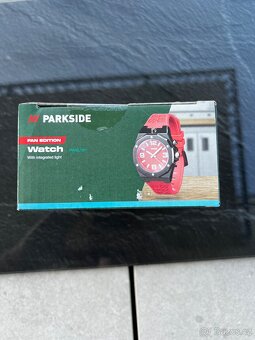 PARKSIDE
FAN EDITION
Watch
With integrated light